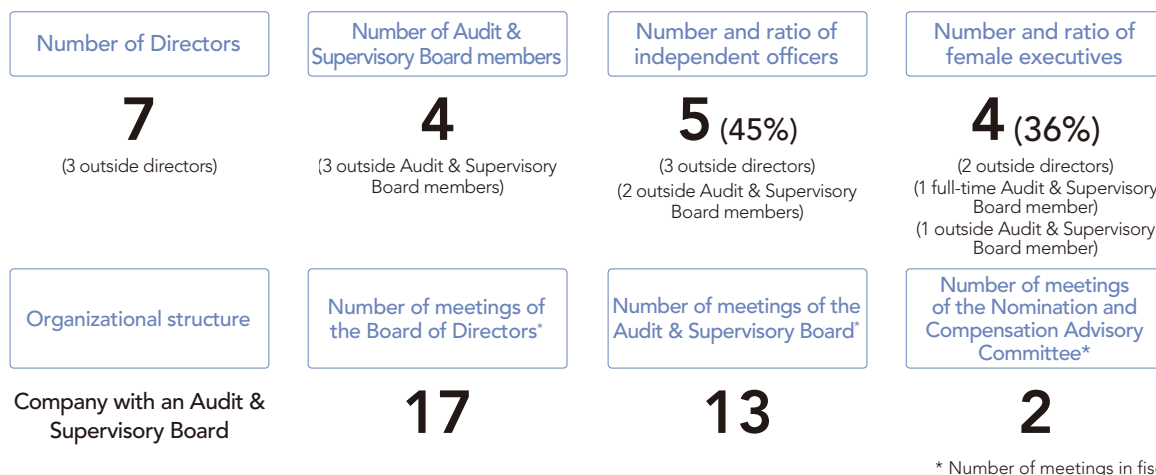 Number of Directors
7
(3 outside directors)
Number of Audit &
Supervisory Board members
4
(3 outside Audit & Supervisory
Board members)
Number and ratio of
independent officers
5 (45%)
(3 outside directors)
(2 outside Audit & Supervisory
Board members)
Number and ratio of
female executives
4 (36%)
(2 outside directors)
(1 full-time Audit & Supervisory
Board member)
(1 outside Audit & Supervisory
Board member)
Organizational structure
Company with an Audit &
Supervisory Board
Number of meetings of
the Board of Directors*
17
Number of meetings of the
Audit & Supervisory Board*
13
Number of meetings
of the Nomination and
Compensation Advisory
Committee*
2
* Number of meetings in